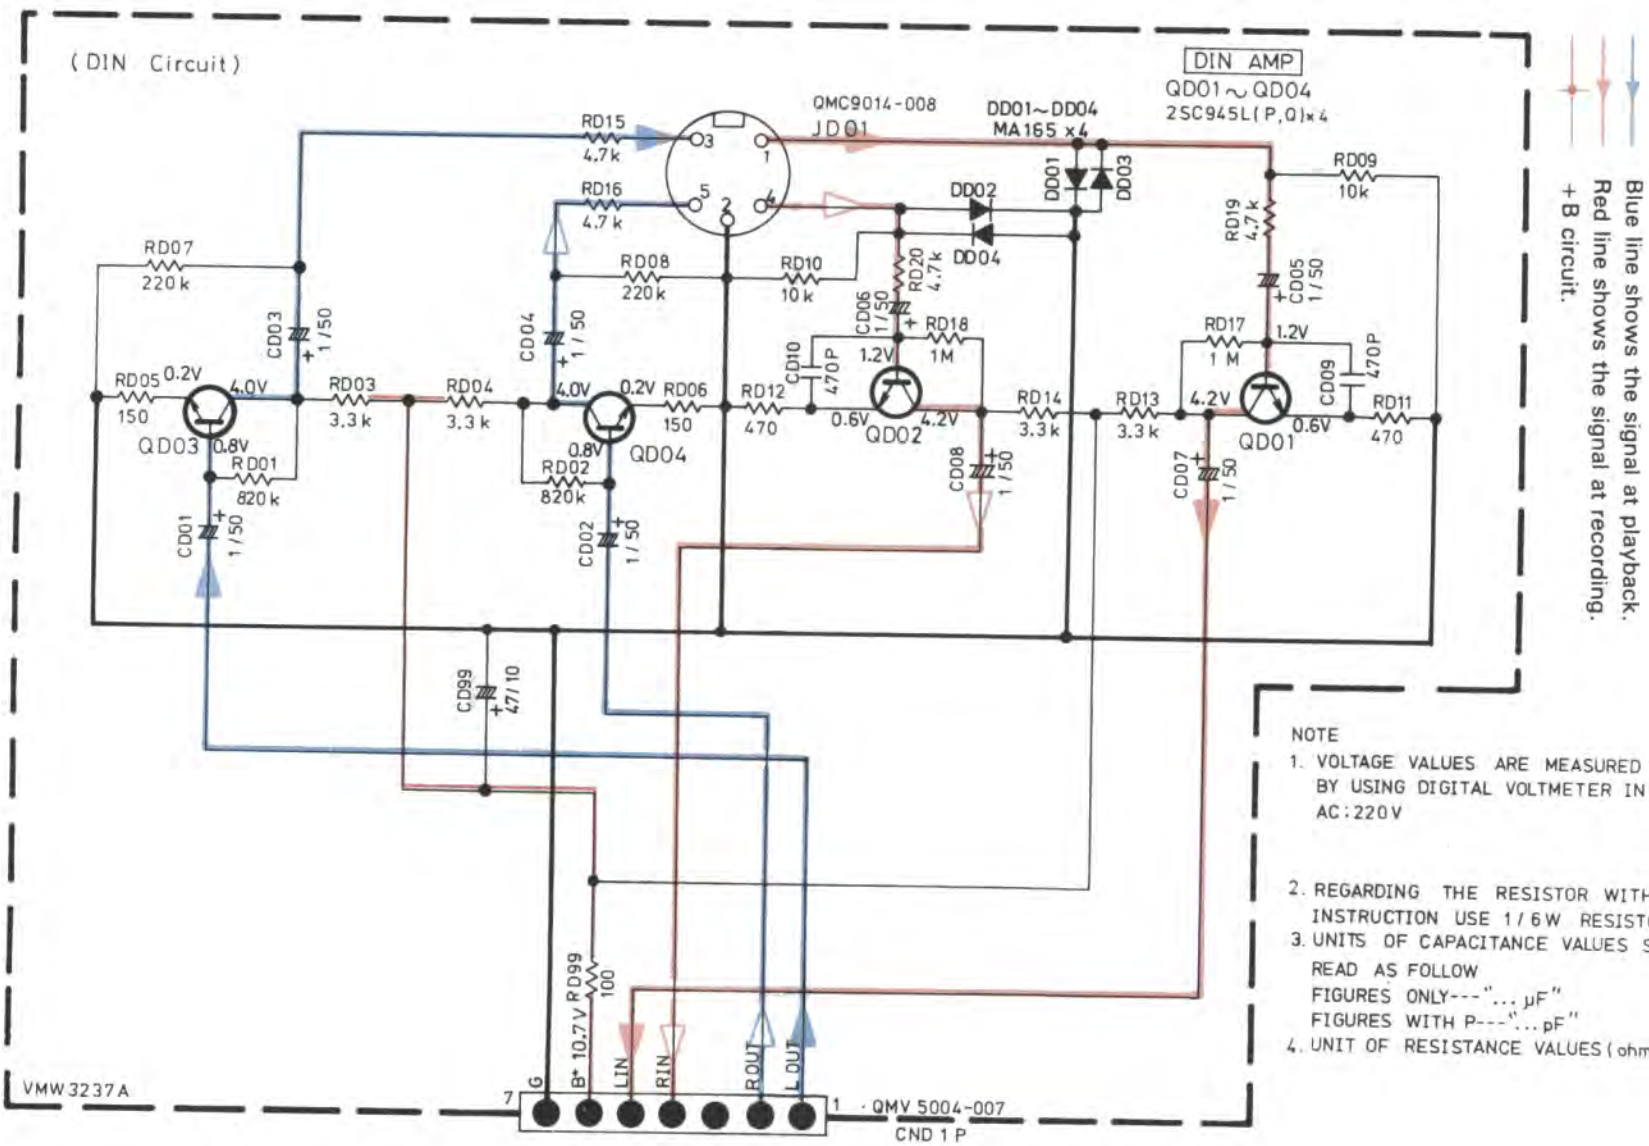 (DIN Circuit)
DIN AMP
QD01~QD04
2SC945L(P,Q)x4
QMC9014-008
JD01
DD01~DD04
MA165 x4
RD15
4.7k
3
1
RD16
4.7k
5
2
4
DD01
DD03
DD02
DD04
RD09
10k
RD19
4.7k
RD07
220k
RD08
220k
RD10
10k
RD20
4.7k
CD05
1/50
+
CD03
1/50
+
CD04
1/50
+
CD06
1/50
+
RD18
1M
RD17
1M
1.2V
CD10
470P
1.2V
CD09
470P
RD05
150
0.2V
4.0V
RD03
3.3k
RD04
3.3k
4.0V
0.2V
RD06
150
RD12
470
0.6V
4.2V
QD02
RD14
3.3k
RD13
3.3k
4.2V
0.6V
QD01
RD11
470
QD03
0.8V
RD01
820k
0.8V
QD04
RD02
820k
CD08
1/50
+
CD07
1/50
+
CD01
1/50
+
CD02
1/50
+
CD99
47/10
+
RD99
100
B+ 10.7V
G
LIN
RIN
ROUT
LOUT
7
1
QMV 5004-007
CND 1 P
VMW3237A
Blue line shows the signal at playback.
Red line shows the signal at recording.
+B circuit.
NOTE
1. VOLTAGE VALUES ARE MEASURED
BY USING DIGITAL VOLTMETER IN
AC:220V
2. REGARDING THE RESISTOR WITH
INSTRUCTION USE 1/6W RESIST
3. UNITS OF CAPACITANCE VALUES S
READ AS FOLLOW
FIGURES ONLY---"... µF"
FIGURES WITH P---"... pF"
4. UNIT OF RESISTANCE VALUES (ohm